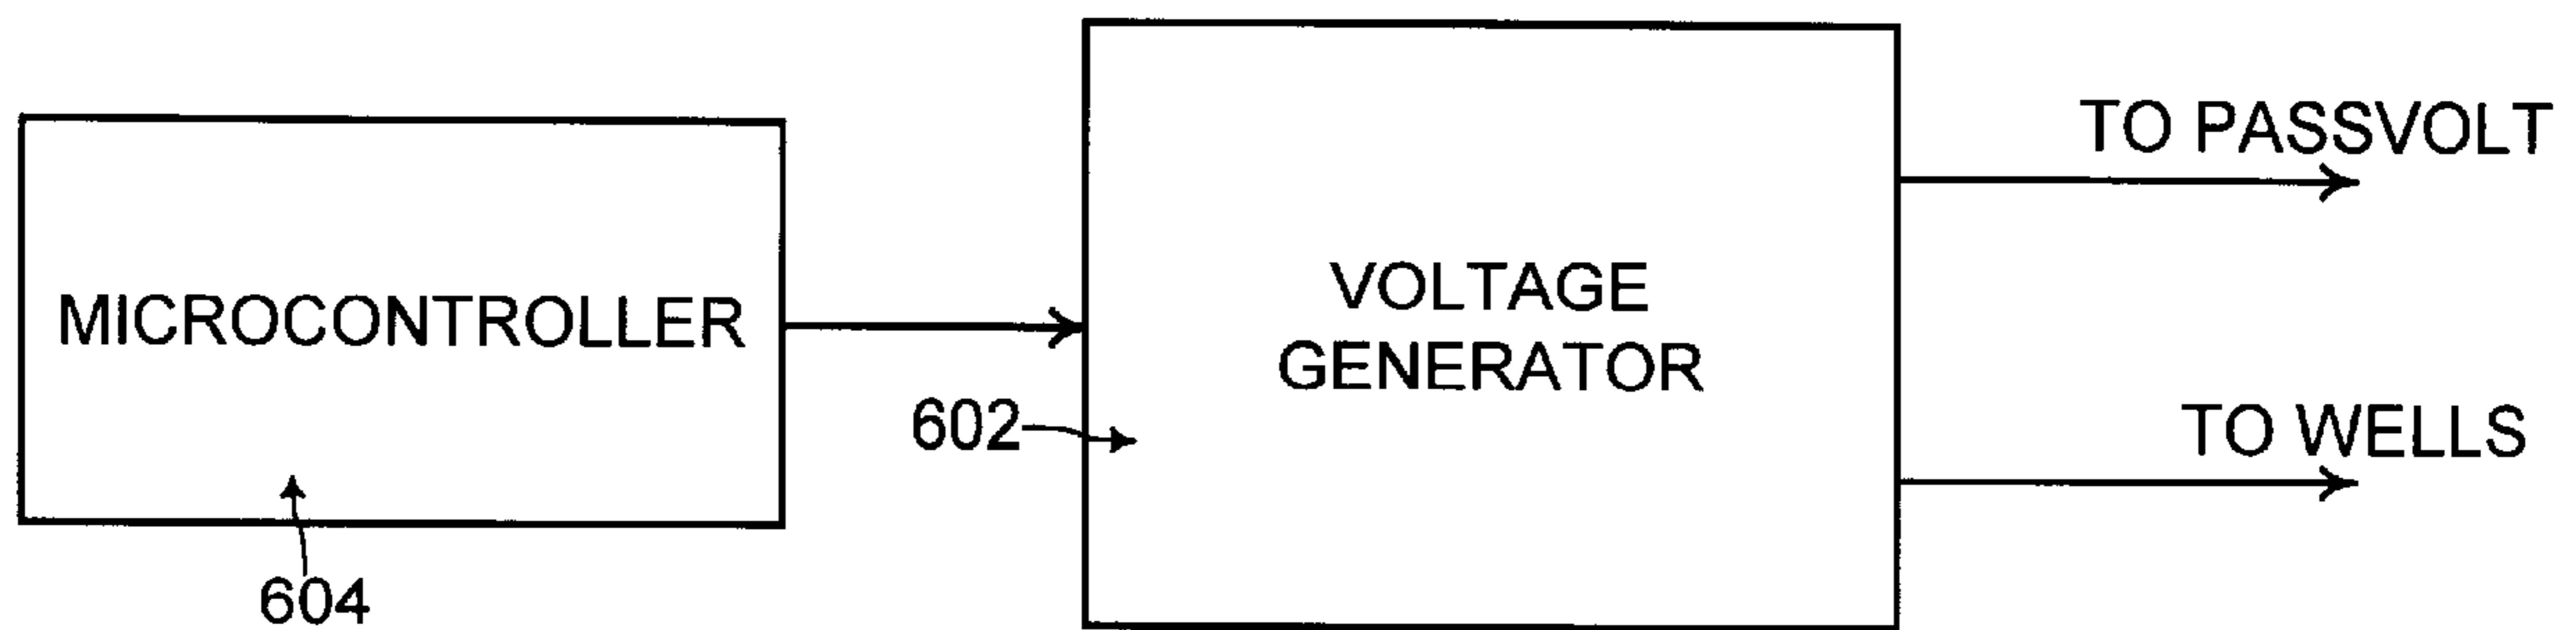 TO PASSVOLT
VOLTAGE
GENERATOR
MICROCONTROLLER
602
TO WELLS
604